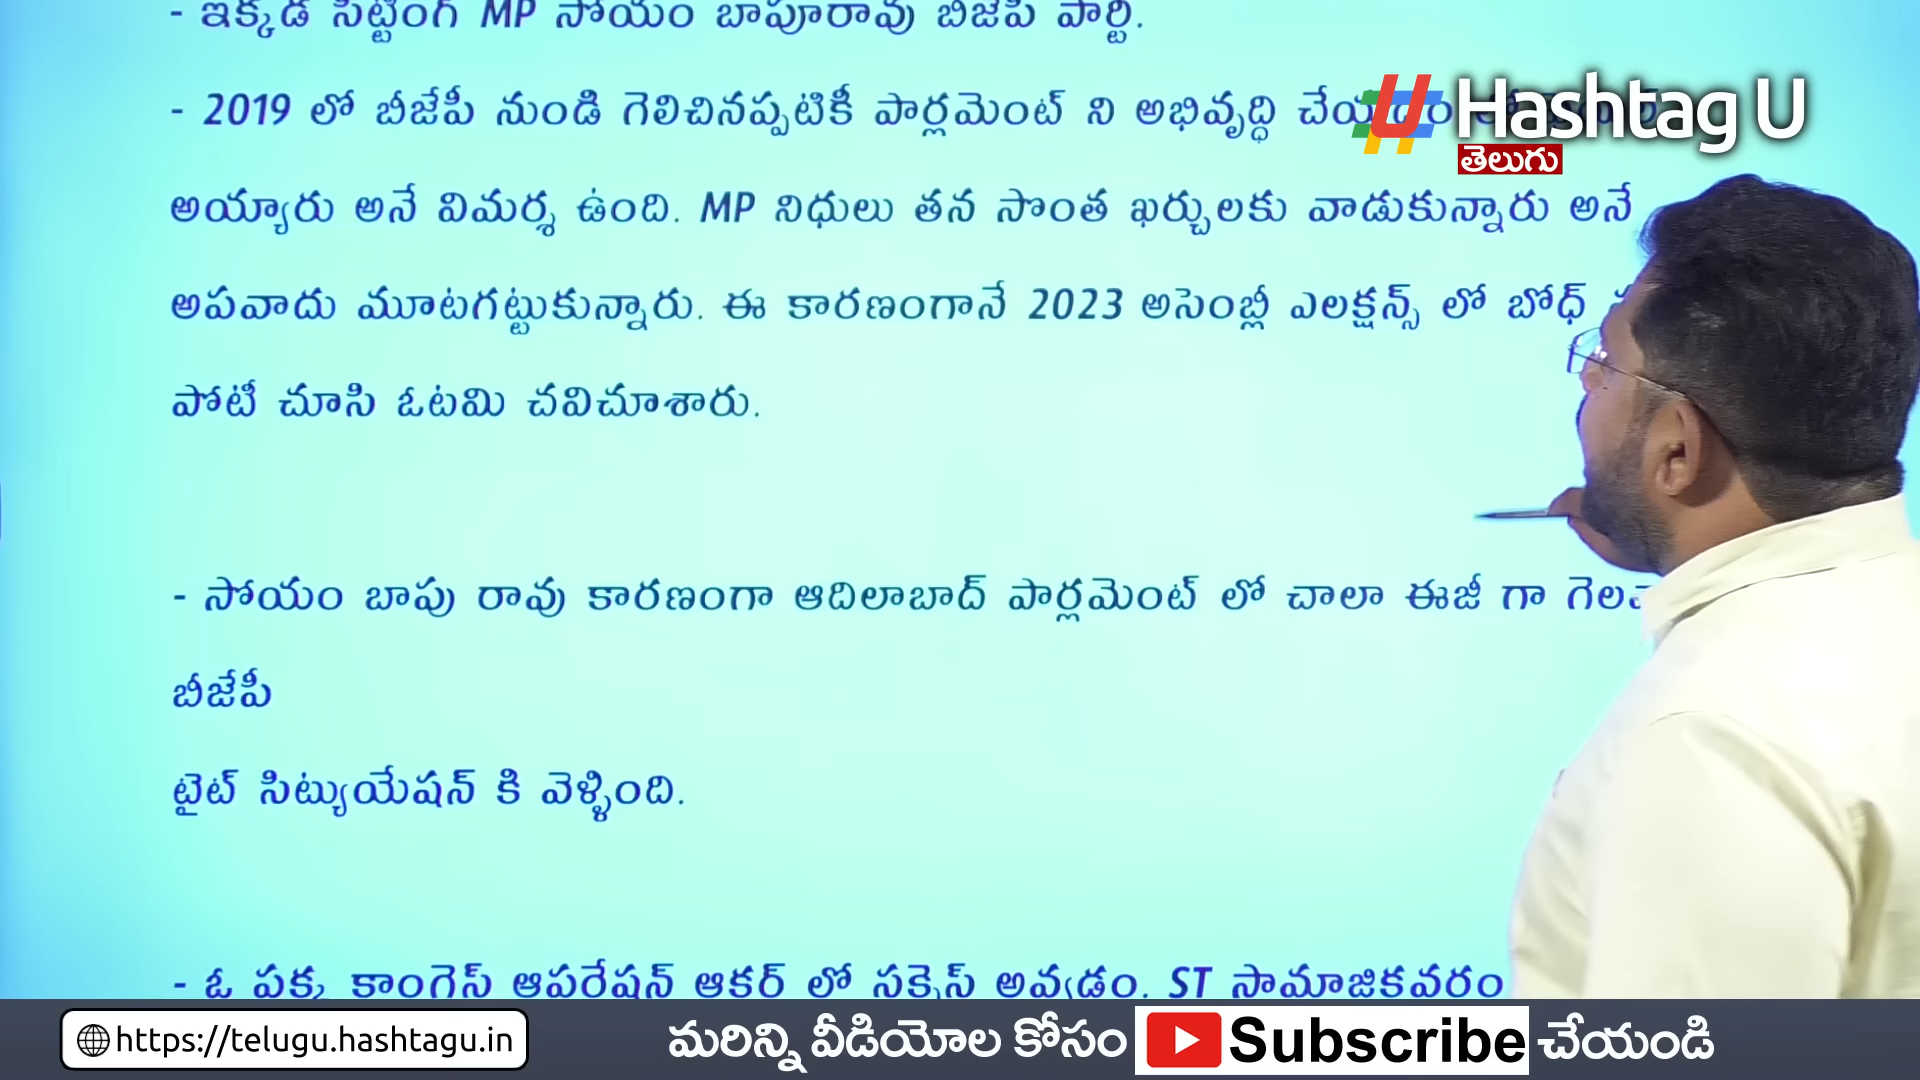 - ఇక్కడ సిట్టింగ్ MP సోయం బాపూరావు బీజేపీ పార్టీ.
- 2019 లో బీజేపీ నుండి గెలిచినప్పటికీ పార్లమెంట్ ని అభివృద్ధి
Hashtag U
తెలుగు
అయ్యారు అనే విమర్శ ఉంది. MP నిధులు తన సొంత ఖర్చులకు వాడుకున్నారు అనే
అపవాదు మూటగట్టుకున్నారు. ఈ కారణంగానే 2023 అసెంబ్లీ ఎలక్షన్స్ లో బోధ్
పోటీ చూసి ఓటమి చవిచూశారు.
- సోయం బాపు రావు కారణంగా ఆదిలాబాద్ పార్లమెంట్ లో చాలా ఈజీ గా
బీజేపీ
టైట్ సిట్యుయేషన్ కి వెళ్ళింది.
- ఓ పక్క కాంగ్రెస్ ఆపరేషన్ ఆకర్ష్ లో సక్సెస్ అవ్వడం. ST సామాజికవరం
https://telugu.hashtagu.in
మరిన్ని వీడియోల కోసం Subscribe చేయండి